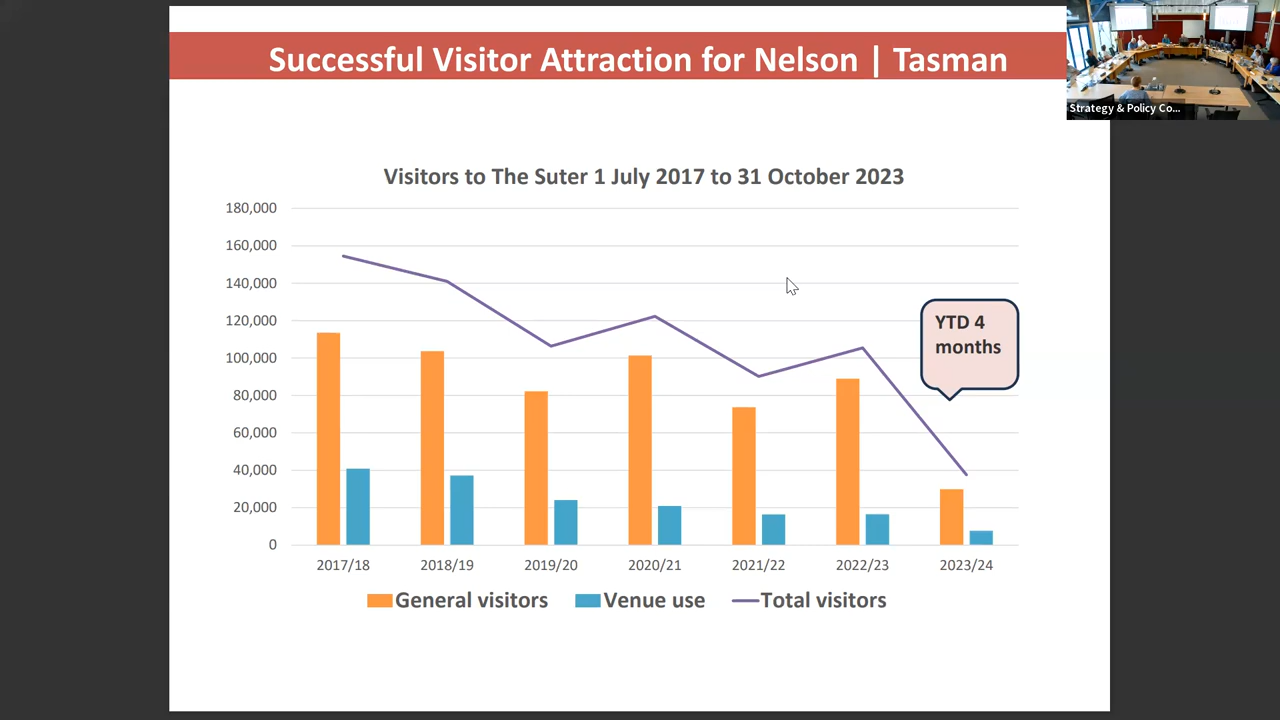 Successful Visitor Attraction for Nelson | Tasman
Strategy & Policy Co...
Visitors to The Suter 1 July 2017 to 31 October 2023
180,000
160,000
140,000
120,000
100,000
80,000
60,000
40,000
20,000
0
YTD 4
months
2017/18 2018/19 2019/20 2020/21 2021/22 2022/23 2023/24
General visitors Venue use Total visitors